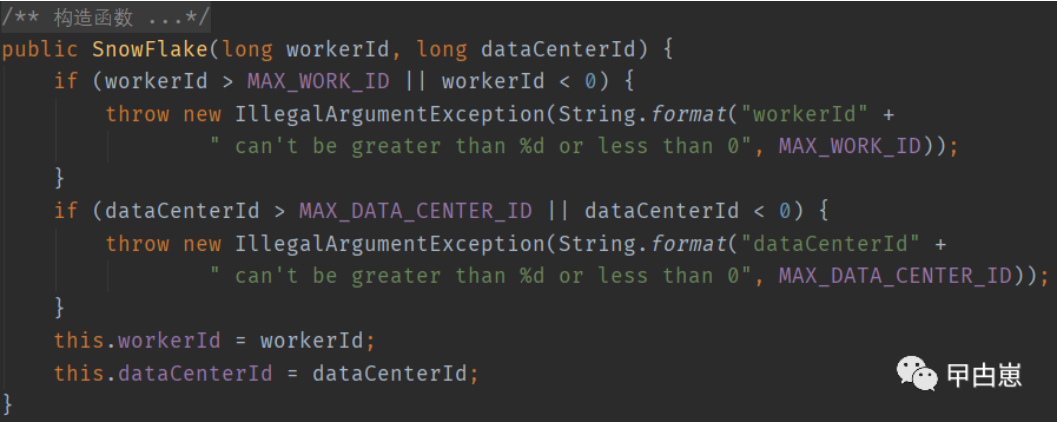 /** 构造函数 ...*/
public SnowFlake(long workerId, long dataCenterId) {
    if (workerId > MAX_WORK_ID || workerId < 0) {
        throw new IllegalArgumentException(String.format("workerId" +
                " can't be greater than %d or less than 0", MAX_WORK_ID));
    }
    if (dataCenterId > MAX_DATA_CENTER_ID || dataCenterId < 0) {
        throw new IllegalArgumentException(String.format("dataCenterId" +
                " can't be greater than %d or less than 0", MAX_DATA_CENTER_ID));
    }
    this.workerId = workerId;
    this.dataCenterId = dataCenterId;
}
曰甴崽